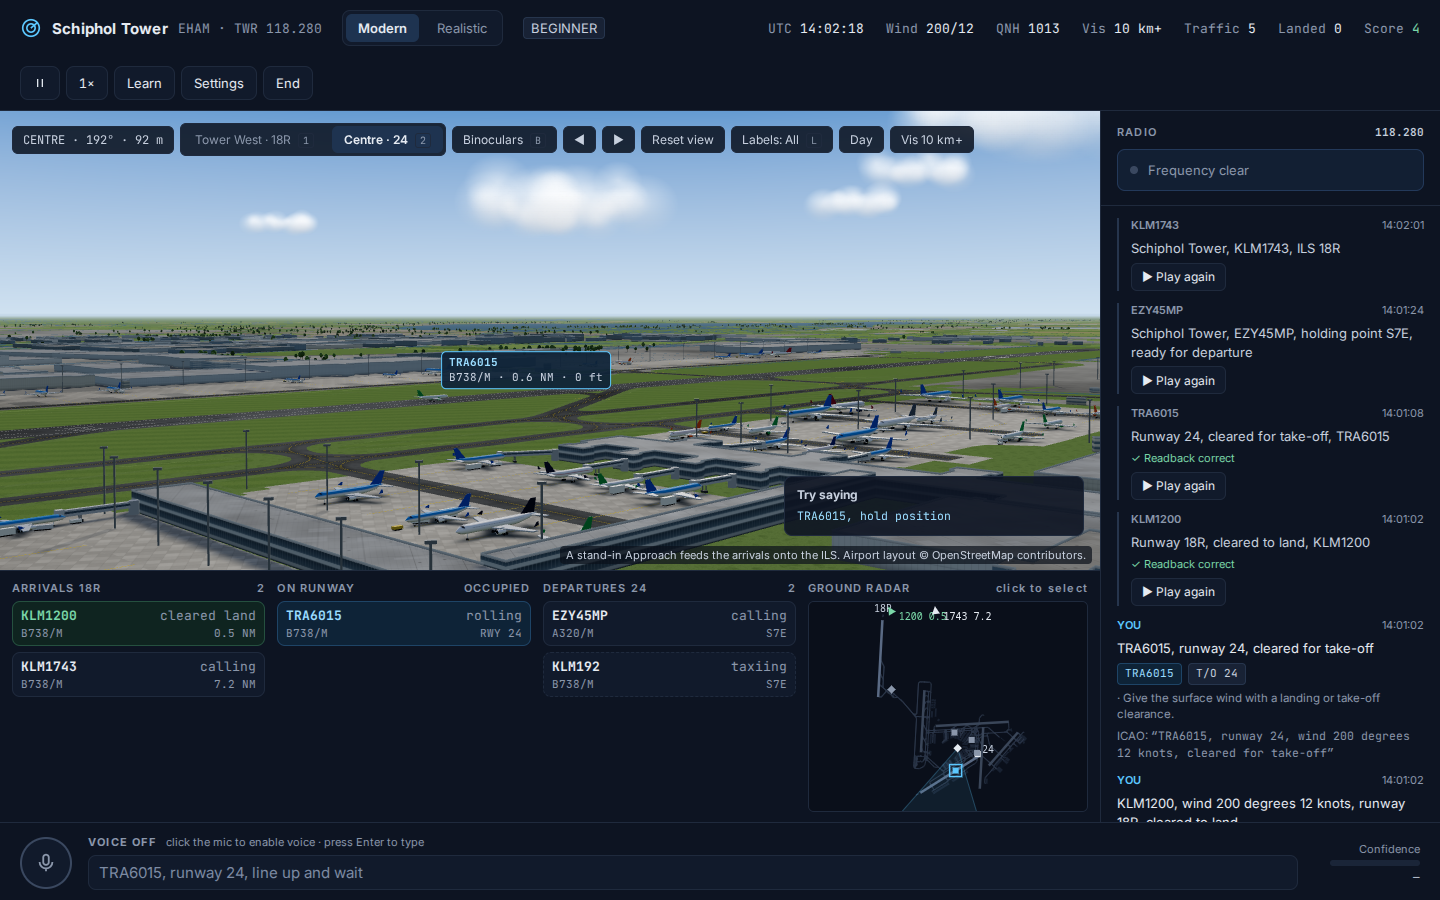 Schiphol Tower EHAM · TWR 118.280 Modern Realistic BEGINNER UTC 14:02:18 Wind 200/12 QNH 1013 Vis 10 km+ Traffic 5 Landed 0 Score 4
1× Learn Settings End
CENTRE · 192° · 92 m Tower West · 18R 1 Centre · 24 2 Binoculars B ◀ ▶ Reset view Labels: All L Day Vis 10 km+
TRA6015
B738/M · 0.6 NM · 0 ft
Try saying
TRA6015, hold position
A stand-in Approach feeds the arrivals onto the ILS. Airport layout © OpenStreetMap contributors.
ARRIVALS 18R 2
KLM1200 cleared land
B738/M 0.5 NM
KLM1743 calling
B738/M 7.2 NM
ON RUNWAY OCCUPIED
TRA6015 rolling
B738/M RWY 24
DEPARTURES 24 2
EZY45MP calling
A320/M S7E
KLM192 taxiing
B738/M S7E
GROUND RADAR click to select
18R
1200 0.5
1743 7.2
24
RADIO 118.280
Frequency clear
KLM1743 14:02:01
Schiphol Tower, KLM1743, ILS 18R
▶ Play again
EZY45MP 14:01:24
Schiphol Tower, EZY45MP, holding point S7E,
ready for departure
▶ Play again
TRA6015 14:01:08
Runway 24, cleared for take-off, TRA6015
✓ Readback correct
▶ Play again
KLM1200 14:01:02
Runway 18R, cleared to land, KLM1200
✓ Readback correct
▶ Play again
YOU 14:01:02
TRA6015, runway 24, cleared for take-off
TRA6015 T/O 24
· Give the surface wind with a landing or take-off
clearance.
ICAO: “TRA6015, runway 24, wind 200 degrees
12 knots, cleared for take-off”
YOU 14:01:02
KLM1200, wind 200 degrees 12 knots, runway
18R, cleared to land
VOICE OFF click the mic to enable voice · press Enter to type
TRA6015, runway 24, line up and wait
Confidence
–